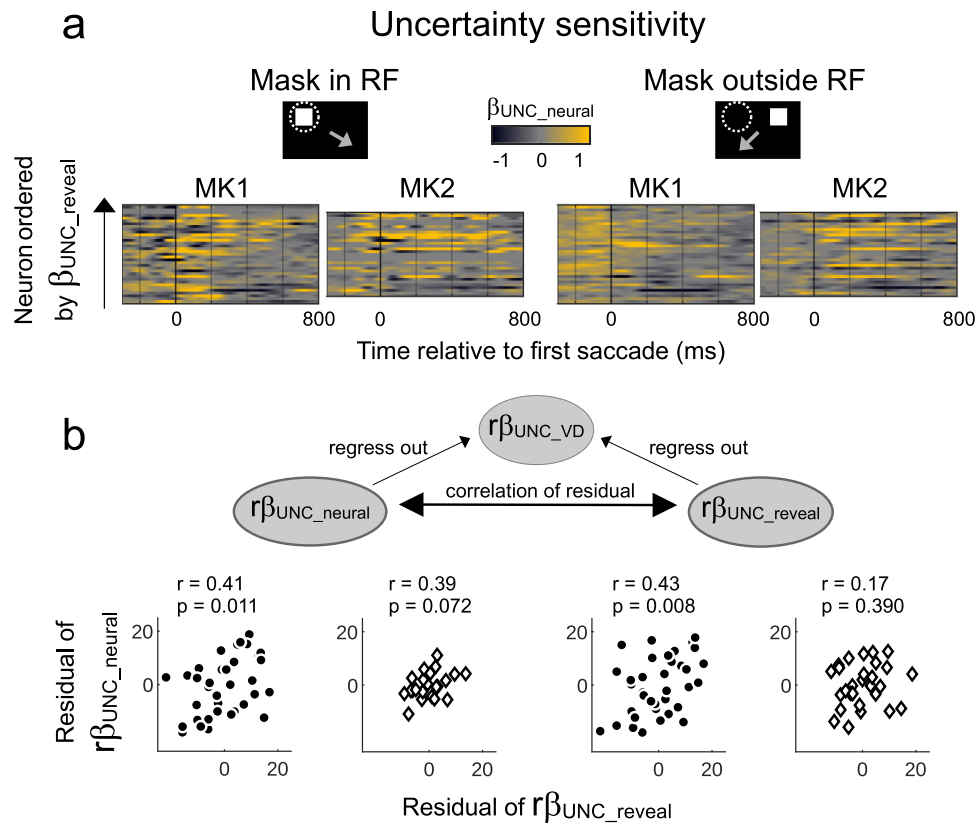 a
Uncertainty sensitivity
Mask in RF
Mask outside RF
βUNC_neural
-1 0 1
Neuron ordered
by βUNC_reveal
MK1
MK2
MK1
MK2
0 800
0 800
0 800
0 800
Time relative to first saccade (ms)
b
rβUNC_VD
regress out
regress out
rβUNC_neural
correlation of residual
rβUNC_reveal
r = 0.41
p = 0.011
r = 0.39
p = 0.072
r = 0.43
p = 0.008
r = 0.17
p = 0.390
Residual of
rβUNC_neural
20
0
0 20
20
0
0 20
20
0
0 20
20
0
0 20
Residual of rβUNC_reveal